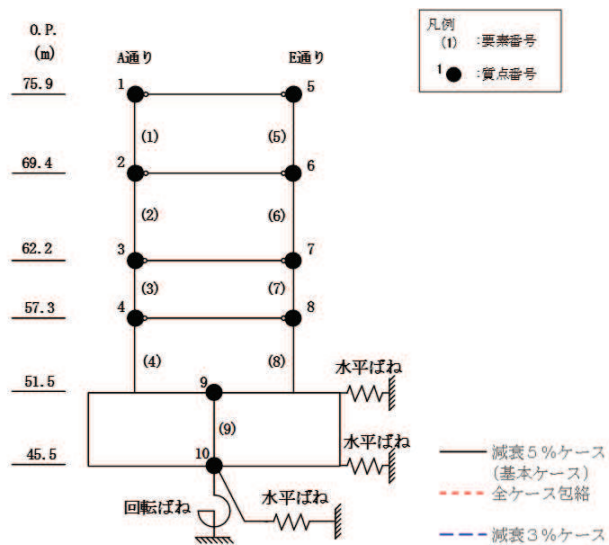 O.P.
(m)
A通り
E通り
凡例
(1) :要素番号
1 :質点番号
75.9
1
5
(1)
(5)
69.4
2
6
(2)
(6)
62.2
3
7
(3)
(7)
57.3
4
8
(4)
(8)
水平ばね
51.5
9
(9)
水平ばね
45.5
10
回転ばね
水平ばね
減衰5%ケース
(基本ケース)
全ケース包絡
減衰3%ケース